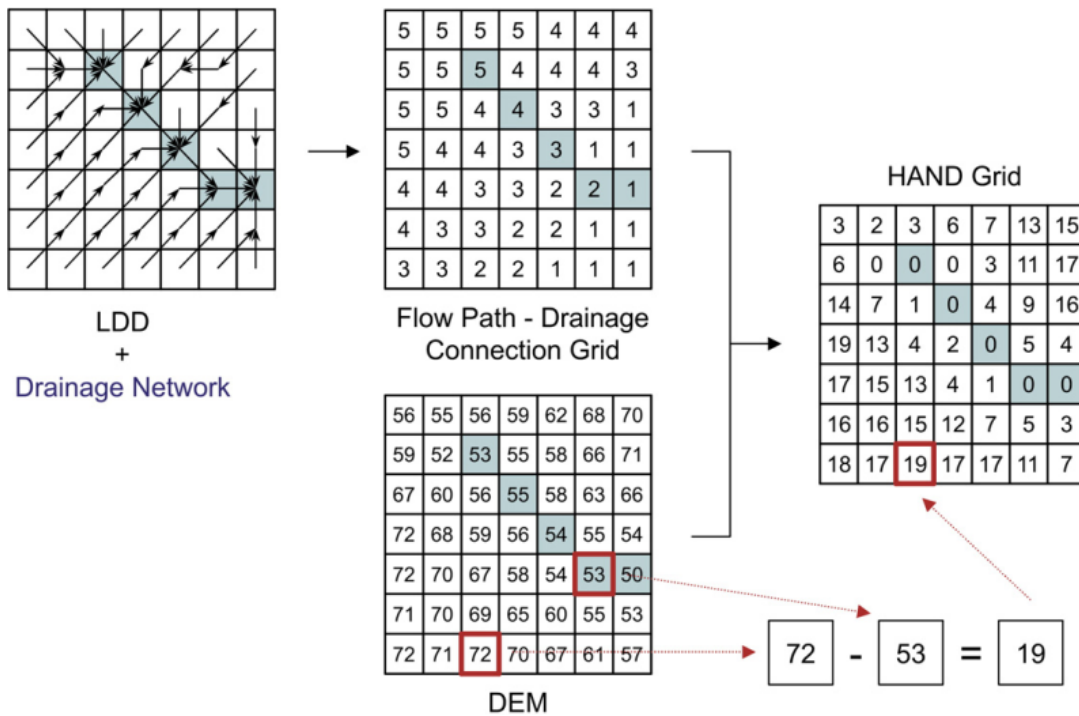 5 5 5 5 4 4 4
5 5 5 4 4 4 3
5 5 4 4 3 3 1
5 4 4 3 3 1 1
4 4 3 3 2 2 1
4 3 3 2 2 1 1
3 3 2 2 1 1 1
LDD
+
Drainage Network
Flow Path - Drainage
Connection Grid
56 55 56 59 62 68 70
59 52 53 55 58 66 71
67 60 56 55 58 63 66
72 68 59 56 54 55 54
72 70 67 58 54 53 50
71 70 69 65 60 55 53
72 71 72 70 67 61 57
DEM
HAND Grid
3 2 3 6 7 13 15
6 0 0 0 3 11 17
14 7 1 0 4 9 16
19 13 4 2 0 5 4
17 15 13 4 1 0 0
16 16 15 12 7 5 3
18 17 19 17 17 11 7
72 - 53 = 19